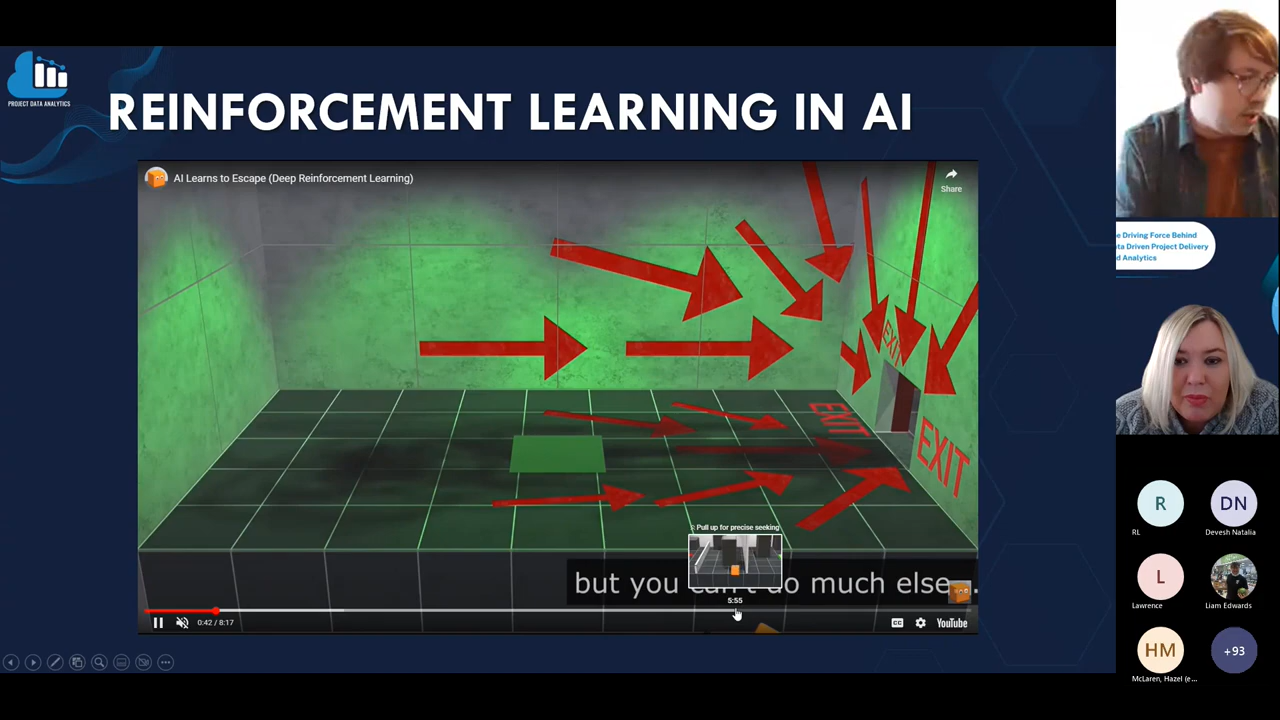 PROJECT DATA ANALYTICS
REINFORCEMENT LEARNING IN AI
AI Learns to Escape (Deep Reinforcement Learning)
Share
EXIT
EXIT
EXIT
Pull up for precise seeking
but you can't do much else
5:55
0:42 / 8:17
CC
YouTube
e Driving Force Behind
ata Driven Project Delivery
d Analytics
R
RL
DN
Devesh Natalia
L
Lawrence
Liam Edwards
HM
McLaren, Hazel (e...
+93